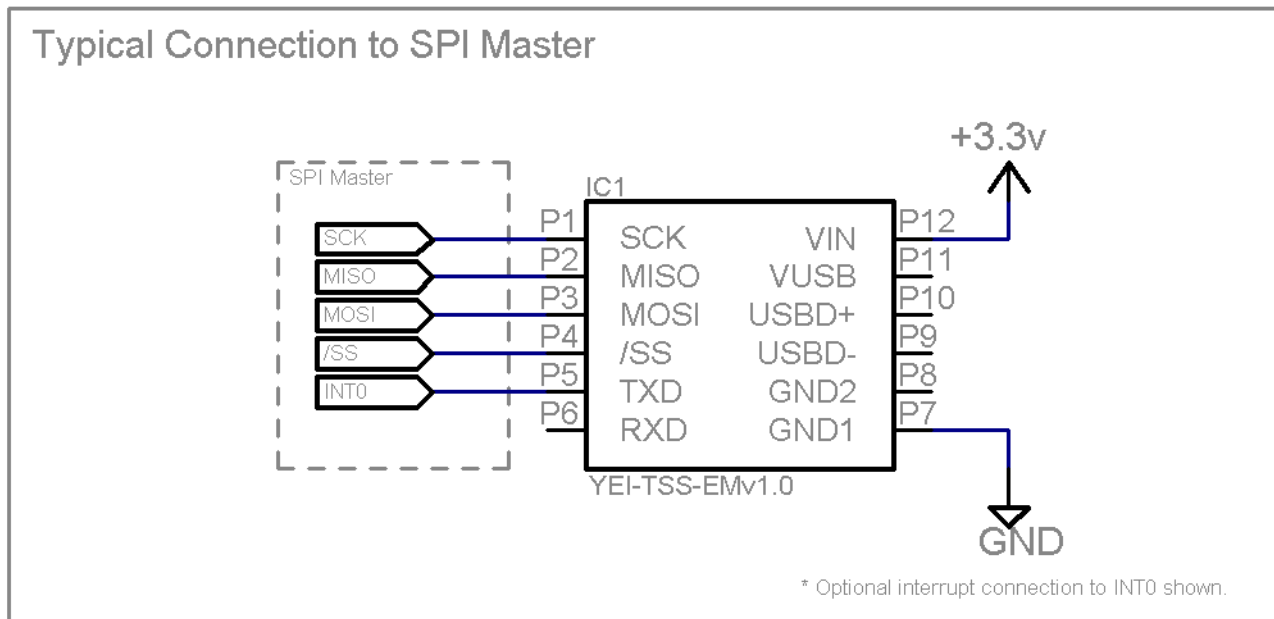 Typical Connection to SPI Master
+3.3v
SPI Master
IC1
SCK P1 SCK VIN P12
MISO P2 MISO VUSB P11
MOSI P3 MOSI USBD+ P10
/SS P4 /SS USBD- P9
INT0 P5 TXD GND2 P8
P6 RXD GND1 P7
YEI-TSS-EMv1.0
GND
* Optional interrupt connection to INT0 shown.